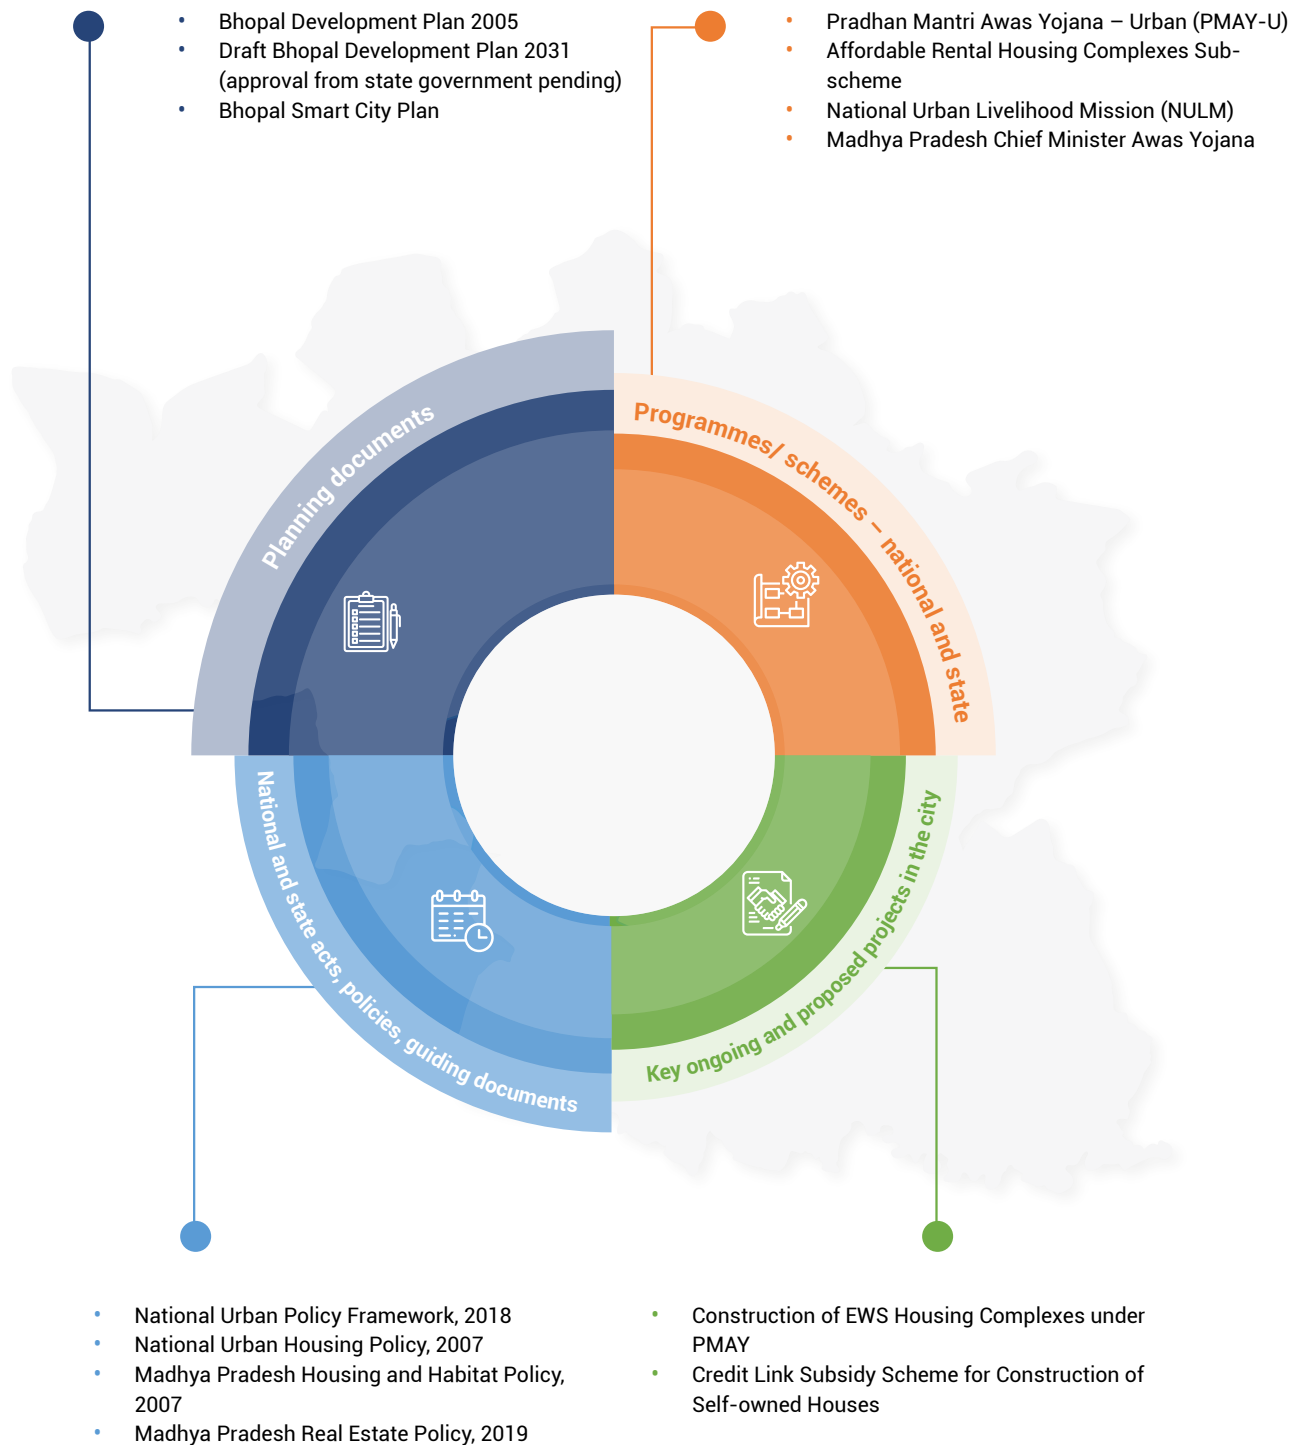 Bhopal Development Plan 2005
Draft Bhopal Development Plan 2031
(approval from state government pending)
Bhopal Smart City Plan
Pradhan Mantri Awas Yojana – Urban (PMAY-U)
Affordable Rental Housing Complexes Sub-
scheme
National Urban Livelihood Mission (NULM)
Madhya Pradesh Chief Minister Awas Yojana
Planning documents
Programmes/ schemes – national and state
National and state acts, policies, guiding documents
Key ongoing and proposed projects in the city
National Urban Policy Framework, 2018
National Urban Housing Policy, 2007
Madhya Pradesh Housing and Habitat Policy,
2007
Madhya Pradesh Real Estate Policy, 2019
Construction of EWS Housing Complexes under
PMAY
Credit Link Subsidy Scheme for Construction of
Self-owned Houses